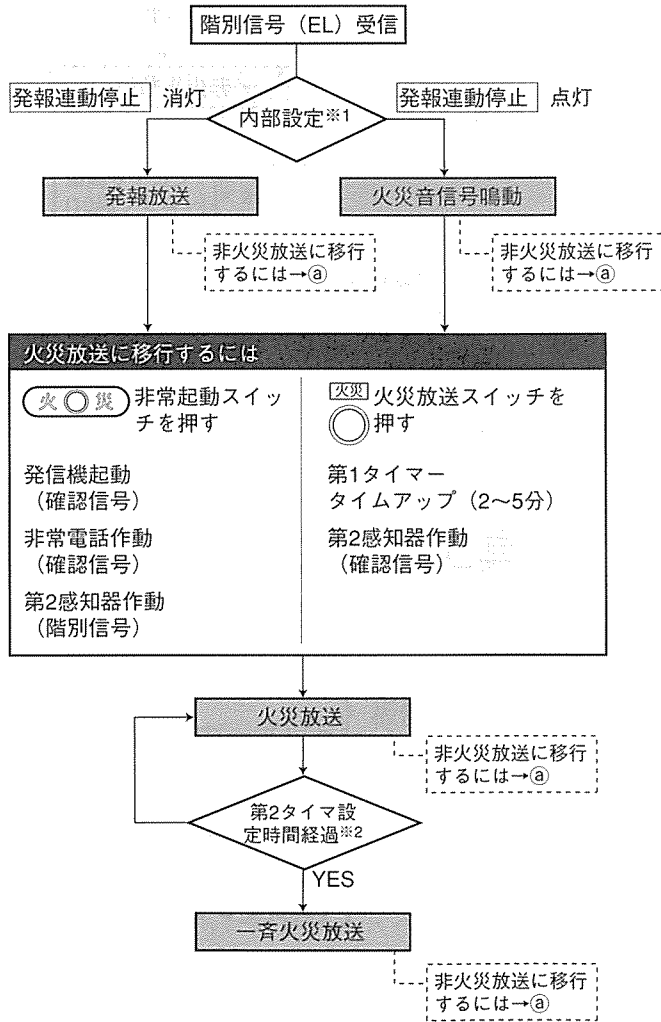 階別信号（EL）受信
発報連動停止 消灯
発報連動停止 点灯
内部設定※1
発報放送
火災音信号鳴動
非火災放送に移行
するには→ⓐ
非火災放送に移行
するには→ⓐ
火災放送に移行するには
火 災 非常起動スイッ
チを押す
発信機起動
（確認信号）
非常電話作動
（確認信号）
第2感知器作動
（階別信号）
火災 火災放送スイッチを
押す
第1タイマー
タイムアップ（2〜5分）
第2感知器作動
（確認信号）
火災放送
非火災放送に移行
するには→ⓐ
第2タイマ設
定時間経過※2
YES
一斉火災放送
非火災放送に移行
するには→ⓐ